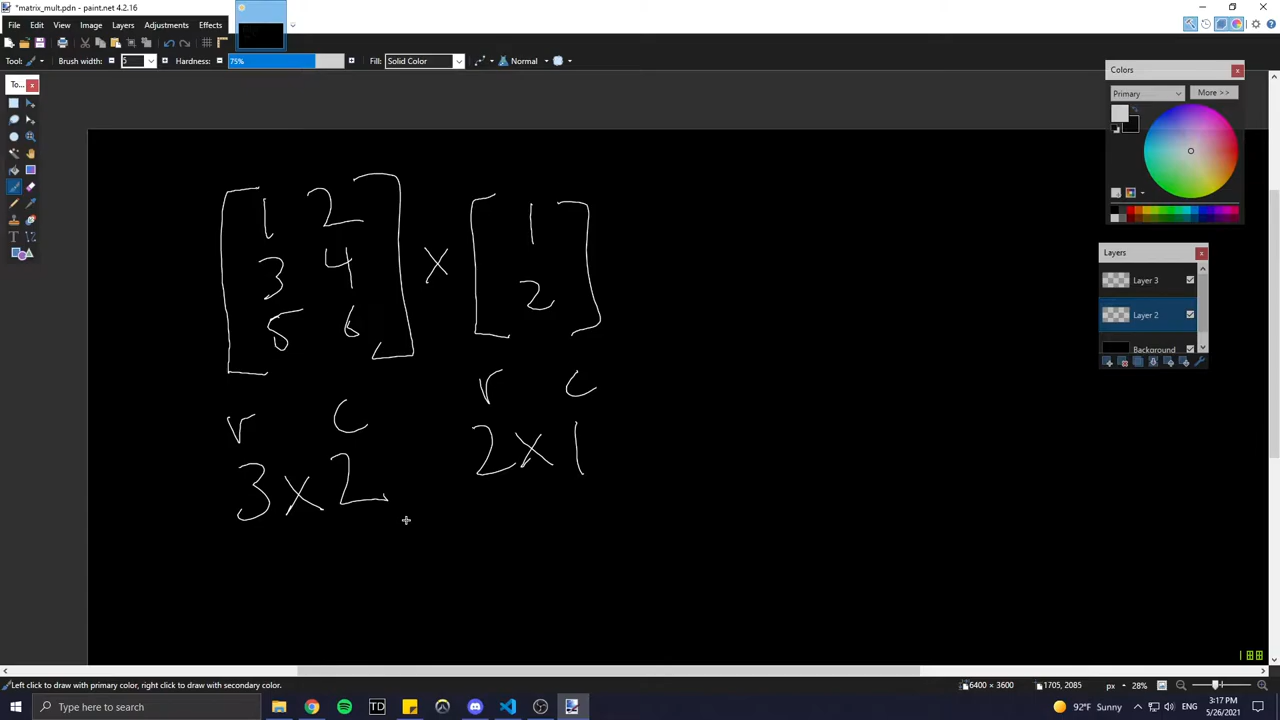 *matrix_mult.pdn - paint.net 4.2.16
File Edit View Image Layers Adjustments Effects
Tool: Brush width: 5 Hardness: 75% Fill: Solid Color Normal
To...
Colors
Primary More >>
Layers
Layer 3
Layer 2
Background
1 2 1
3 4 X
5 6 2
r c r c
3 X 2 2 X 1
Left click to draw with primary color, right click to draw with secondary color. 6400 × 3600 1705, 2085 px 28%
Type here to search TD 92°F Sunny ENG 3:17 PM
5/26/2021